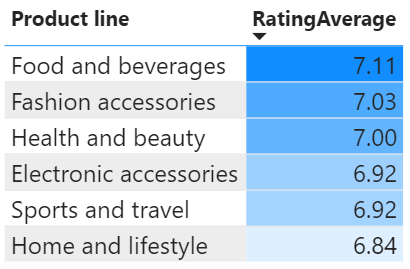 Product line RatingAverage
Food and beverages 7.11
Fashion accessories 7.03
Health and beauty 7.00
Electronic accessories 6.92
Sports and travel 6.92
Home and lifestyle 6.84